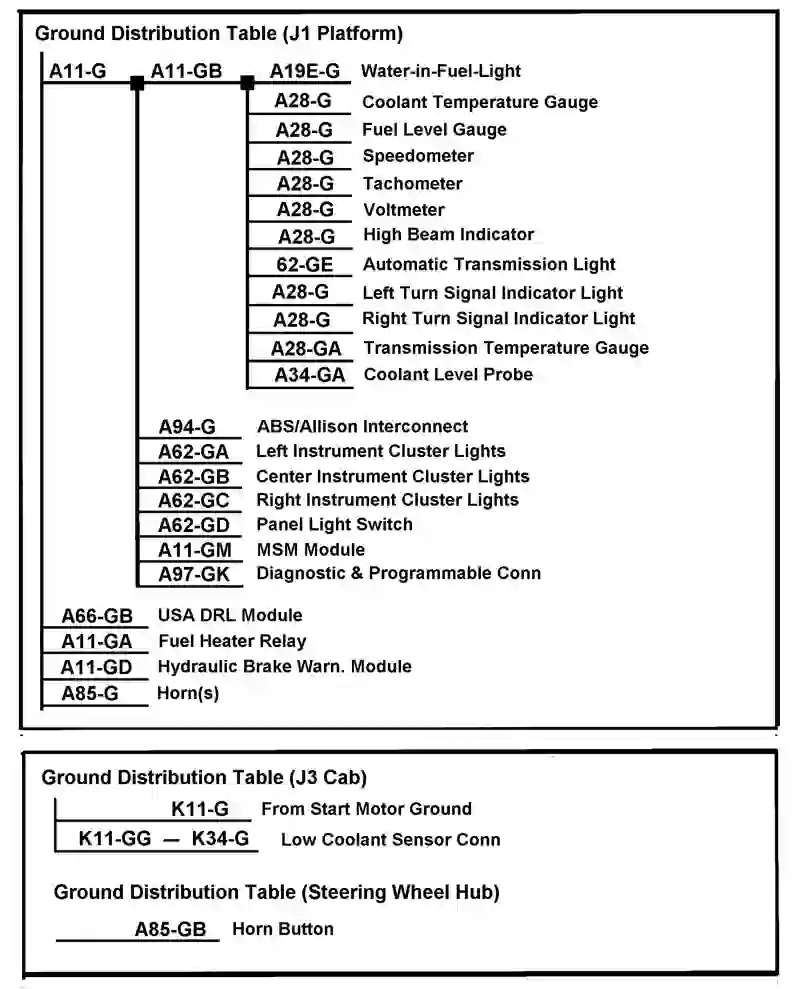 Ground Distribution Table (J1 Platform)
A11-G A11-GB A19E-G Water-in-Fuel-Light
A28-G Coolant Temperature Gauge
A28-G Fuel Level Gauge
A28-G Speedometer
A28-G Tachometer
A28-G Voltmeter
A28-G High Beam Indicator
62-GE Automatic Transmission Light
A28-G Left Turn Signal Indicator Light
A28-G Right Turn Signal Indicator Light
A28-GA Transmission Temperature Gauge
A34-GA Coolant Level Probe
A94-G ABS/Allison Interconnect
A62-GA Left Instrument Cluster Lights
A62-GB Center Instrument Cluster Lights
A62-GC Right Instrument Cluster Lights
A62-GD Panel Light Switch
A11-GM MSM Module
A97-GK Diagnostic & Programmable Conn
A66-GB USA DRL Module
A11-GA Fuel Heater Relay
A11-GD Hydraulic Brake Warn. Module
A85-G Horn(s)
Ground Distribution Table (J3 Cab)
K11-G From Start Motor Ground
K11-GG — K34-G Low Coolant Sensor Conn
Ground Distribution Table (Steering Wheel Hub)
A85-GB Horn Button